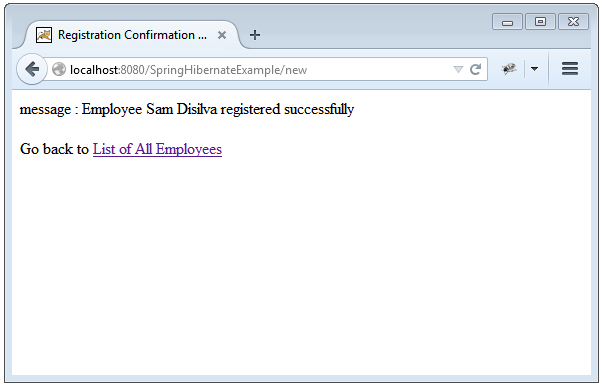 Registration Confirmation ...
localhost:8080/SpringHibernateExample/new
message : Employee Sam Disilva registered successfully
Go back to List of All Employees